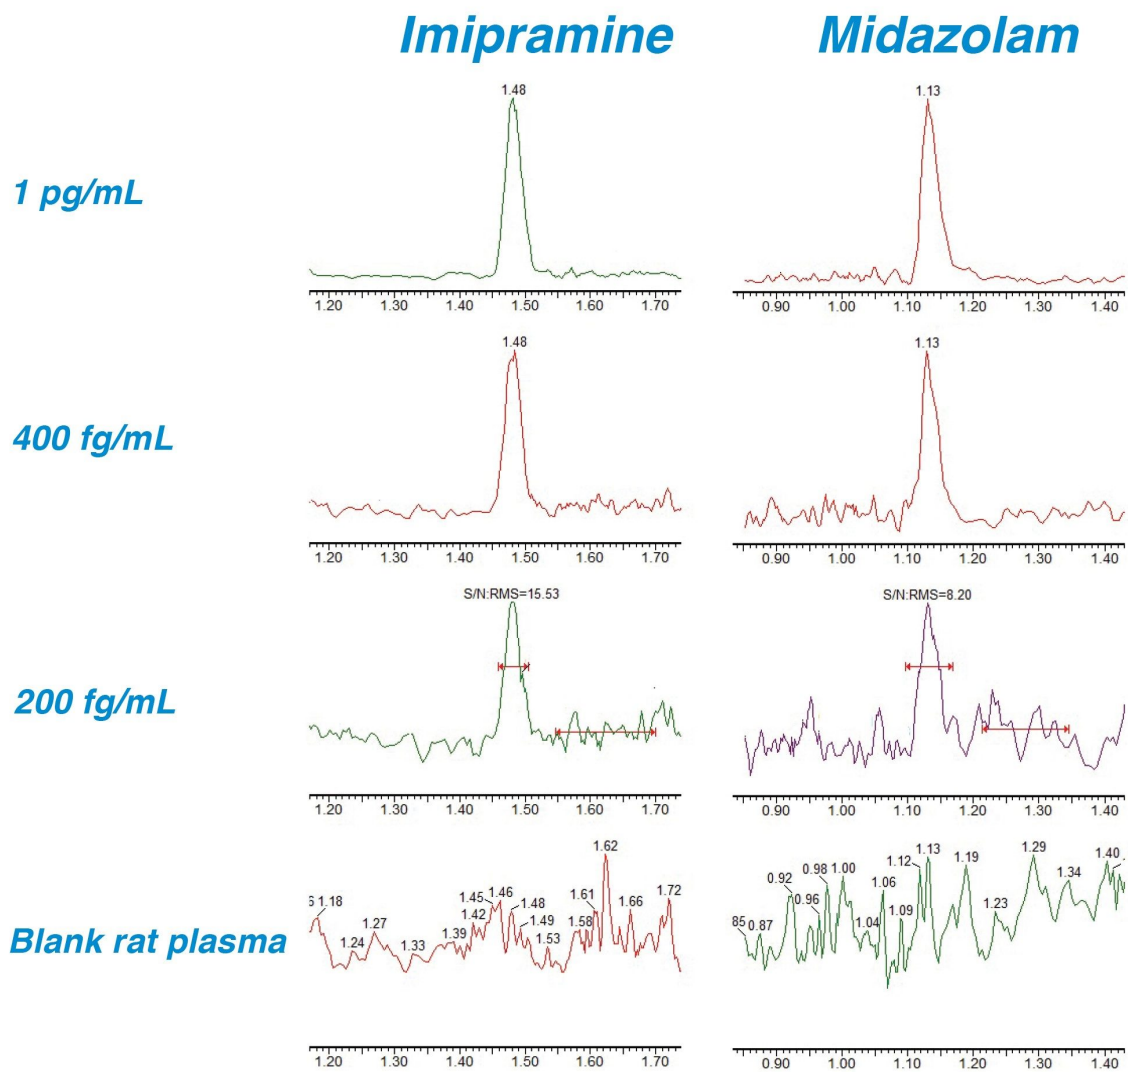 Imipramine Midazolam
1 pg/mL
1.48
1.20 1.30 1.40 1.50 1.60 1.70
1.13
0.90 1.00 1.10 1.20 1.30 1.40
400 fg/mL
1.48
1.20 1.30 1.40 1.50 1.60 1.70
1.13
0.90 1.00 1.10 1.20 1.30 1.40
200 fg/mL
S/N:RMS=15.53
1.20 1.30 1.40 1.50 1.60 1.70
S/N:RMS=8.20
0.90 1.00 1.10 1.20 1.30 1.40
Blank rat plasma
1.18 1.24 1.27 1.33 1.39 1.42 1.45 1.46 1.48 1.49 1.53 1.58 1.61 1.62 1.66 1.72
1.20 1.30 1.40 1.50 1.60 1.70
85 0.87 0.92 0.96 0.98 1.00 1.04 1.06 1.09 1.12 1.13 1.19 1.23 1.29 1.34 1.40
0.90 1.00 1.10 1.20 1.30 1.40